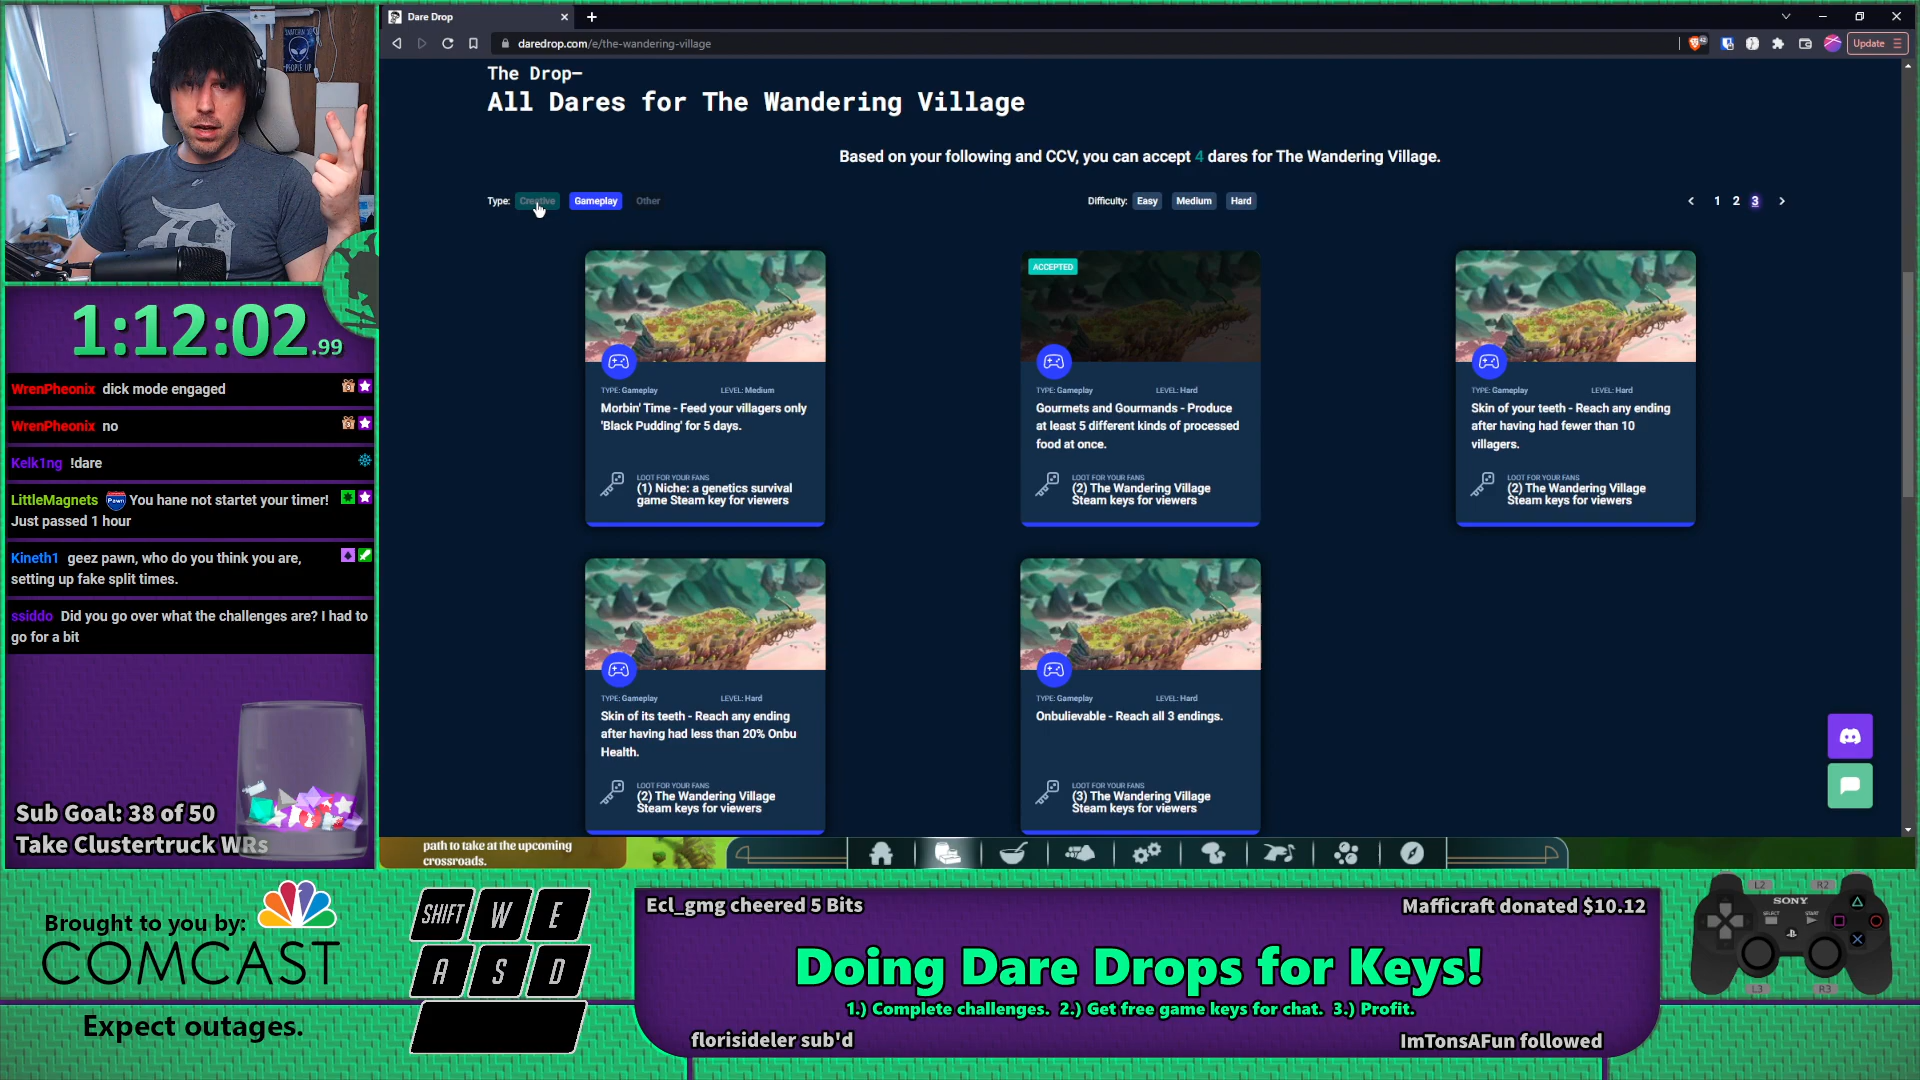 Dare Drop
daredrop.com/e/the-wandering-village
Update
The Drop—
All Dares for The Wandering Village
Based on your following and CCV, you can accept 4 dares for The Wandering Village.
Type: Creative Gameplay Other
Difficulty: Easy Medium Hard
< 1 2 3 >
TYPE: Gameplay LEVEL: Medium
Morbin' Time - Feed your villagers only
'Black Pudding' for 5 days.
LOOT FOR YOUR FANS
(1) Niche: a genetics survival
game Steam key for viewers
ACCEPTED
TYPE: Gameplay LEVEL: Hard
Gourmets and Gourmands - Produce
at least 5 different kinds of processed
food at once.
LOOT FOR YOUR FANS
(2) The Wandering Village
Steam keys for viewers
TYPE: Gameplay LEVEL: Hard
Skin of your teeth - Reach any ending
after having had fewer than 10
villagers.
LOOT FOR YOUR FANS
(2) The Wandering Village
Steam keys for viewers
TYPE: Gameplay LEVEL: Hard
Skin of its teeth - Reach any ending
after having had less than 20% Onbu
Health.
LOOT FOR YOUR FANS
(2) The Wandering Village
Steam keys for viewers
TYPE: Gameplay LEVEL: Hard
Onbulievable - Reach all 3 endings.
LOOT FOR YOUR FANS
(3) The Wandering Village
Steam keys for viewers
path to take at the upcoming
crossroads.
PEOPLE UP
1:12:02.99
WrenPheonix dick mode engaged
WrenPheonix no
Kelk1ng !dare
LittleMagnets Pawn You hane not startet your timer!
Just passed 1 hour
Kineth1 geez pawn, who do you think you are,
setting up fake split times.
ssiddo Did you go over what the challenges are? I had to
go for a bit
Sub Goal: 38 of 50
Take Clustertruck WRs
Brought to you by:
COMCAST
Expect outages.
SHIFT W E
A S D
Ecl_gmg cheered 5 Bits
Mafficraft donated $10.12
Doing Dare Drops for Keys!
1.) Complete challenges. 2.) Get free game keys for chat. 3.) Profit.
florisideler sub'd
ImTonsAFun followed
L2 R2
SONY
SELECT START
L3 R3